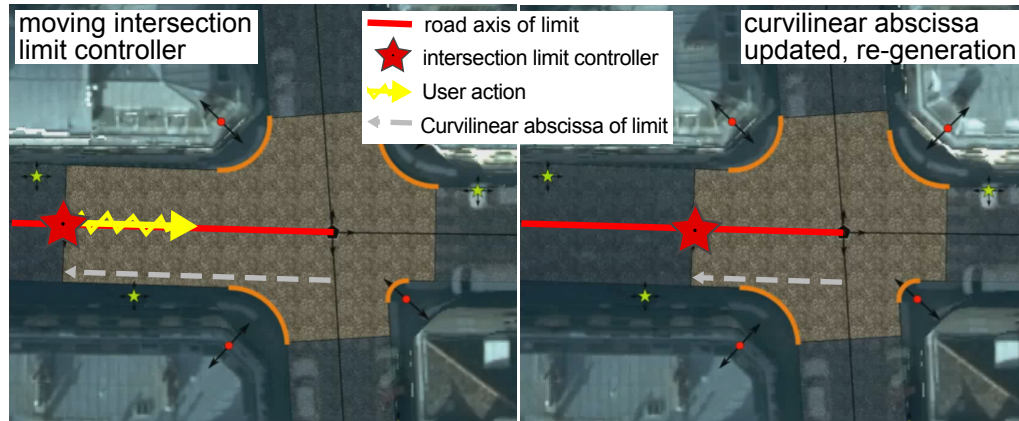 moving intersection
limit controller
road axis of limit
intersection limit controller
User action
Curvilinear abscissa of limit
curvilinear abscissa
updated, re-generation